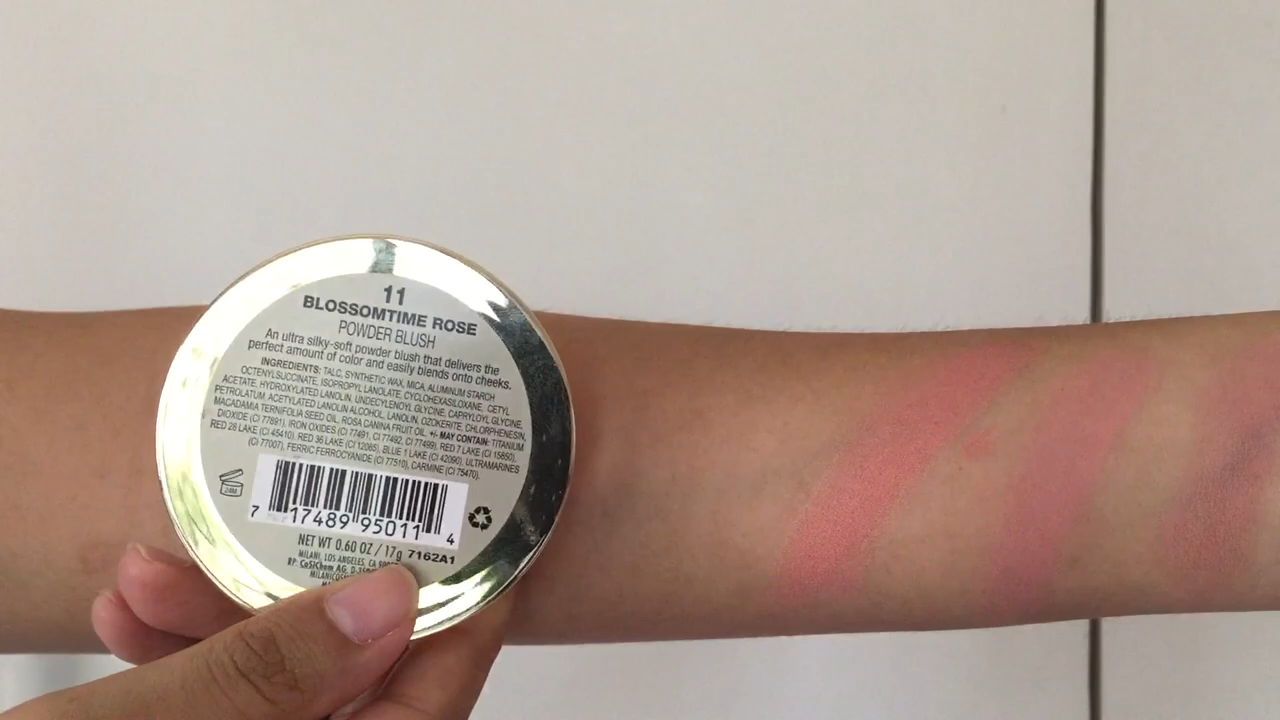 11
BLOSSOMTIME ROSE
POWDER BLUSH
An ultra silky-soft powder blush that delivers the
perfect amount of color and easily blends onto cheeks.
INGREDIENTS: TALC, SYNTHETIC WAX, MICA, ALUMINUM STARCH
OCTENYLSUCCINATE, ISOPROPYL LANOLATE, CYCLOHEXASILOXANE, CETYL
ACETATE, HYDROXYLATED LANOLIN, UNDECYLENOYL GLYCINE, CAPRYLOYL GLYCINE,
PETROLATUM, ACETYLATED LANOLIN ALCOHOL, LANOLIN, OZOKERITE, CHLORPHENESIN,
MACADAMIA TERNIFOLIA SEED OIL, ROSA CANINA FRUIT OIL. +/- MAY CONTAIN: TITANIUM
DIOXIDE (CI 77891), IRON OXIDES (CI 77491, CI 77492, CI 77499), RED 7 LAKE (CI 15850),
RED 28 LAKE (CI 45410), RED 36 LAKE (CI 12085), BLUE 1 LAKE (CI 42090), ULTRAMARINES
(CI 77007), FERRIC FERROCYANIDE (CI 77510), CARMINE (CI 75470).
7 17489 95011 4
NET WT 0.60 OZ / 17g 7162A1
MILANI, LOS ANGELES, CA
RP: CoSiChem AG, D-